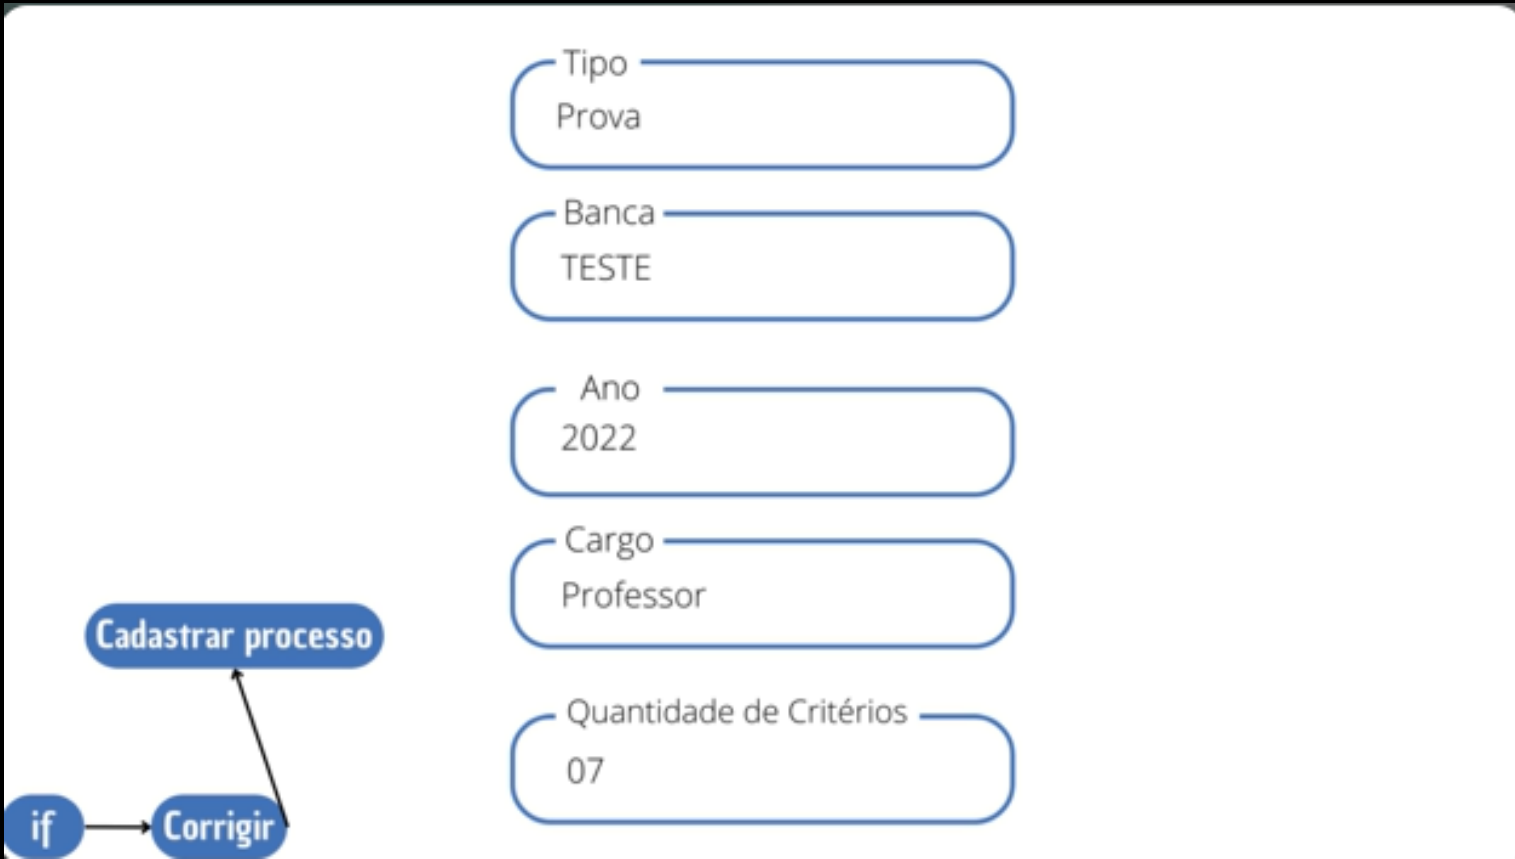 Tipo
Prova
Banca
TESTE
Ano
2022
Cargo
Professor
Cadastrar processo
Quantidade de Critérios
07
if
Corrigir